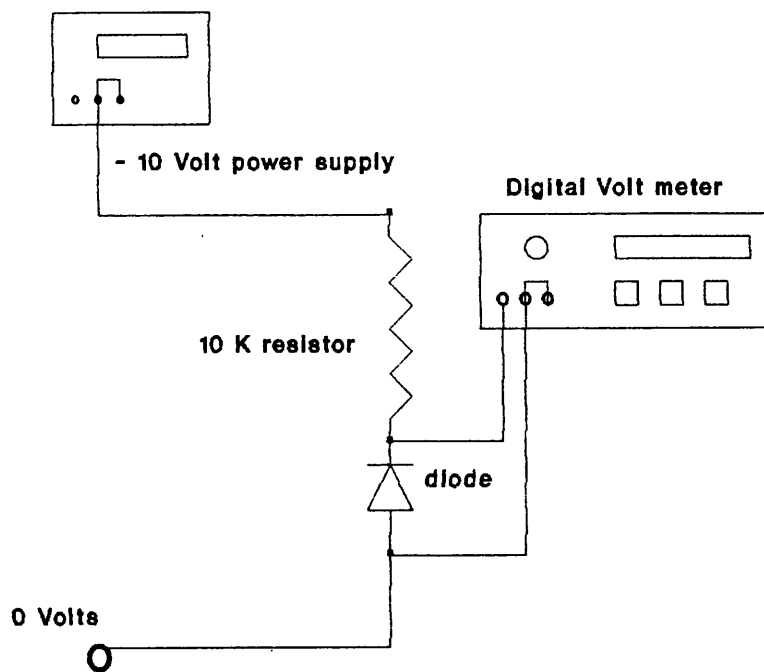 - 10 Volt power supply
Digital Volt meter
10 K resistor
diode
0 Volts